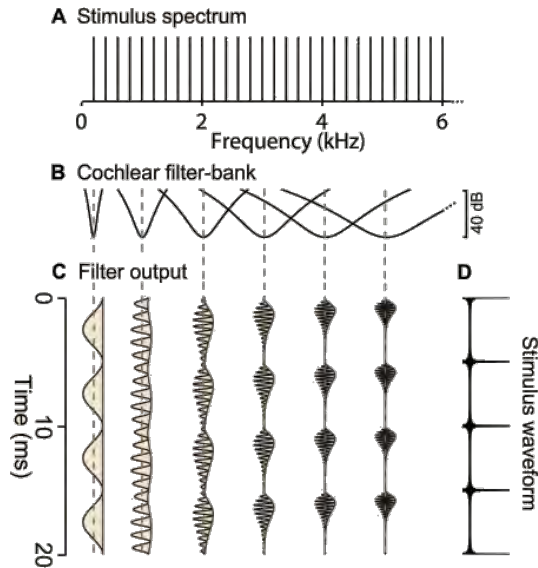 A Stimulus spectrum
0 2 4 6
Frequency (kHz)
B Cochlear filter-bank
40 dB
C Filter output
D
0
10
20
Time (ms)
Stimulus waveform